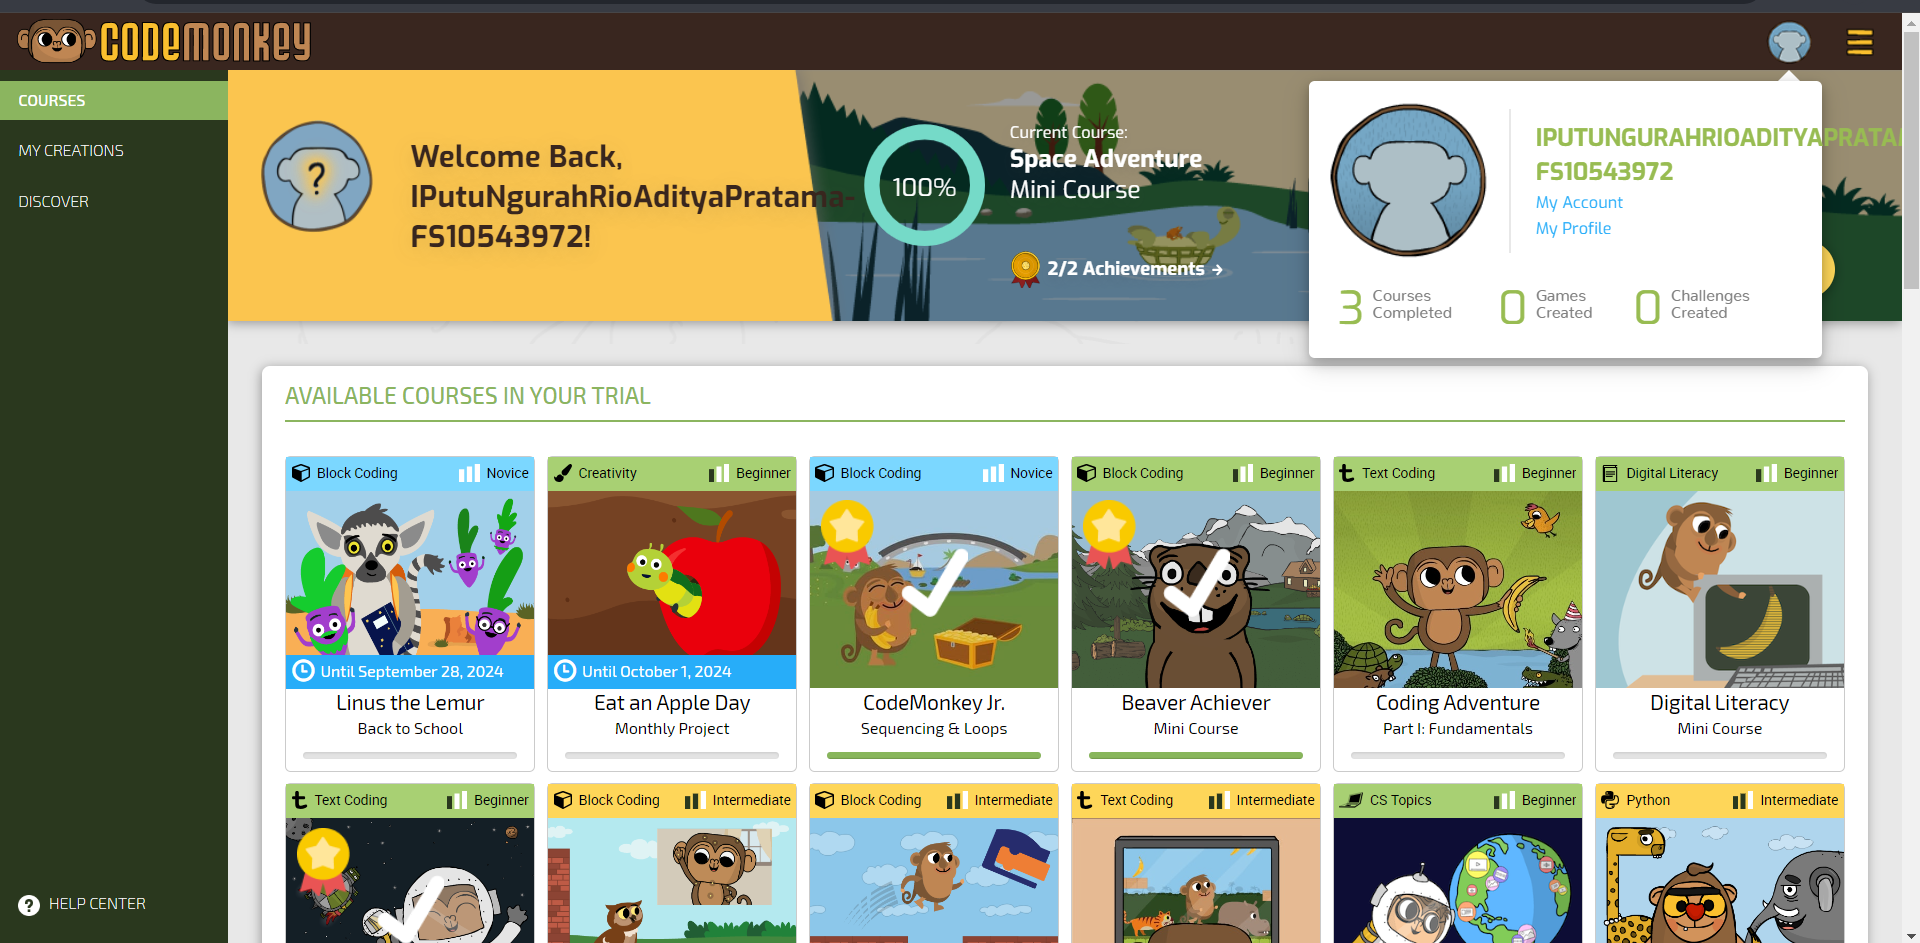 CODEMONKEY
COURSES
MY CREATIONS
DISCOVER
HELP CENTER
?
Welcome Back,
IPutuNgurahRioAdityaPratama-
FS10543972!
100%
Current Course:
Space Adventure
Mini Course
2/2 Achievements →
IPUTUNGURAHRIOADITYAPRATAM
FS10543972
My Account
My Profile
3 Courses Completed
0 Games Created
0 Challenges Created
AVAILABLE COURSES IN YOUR TRIAL
Block Coding Novice
Until September 28, 2024
Linus the Lemur
Back to School
Creativity Beginner
Until October 1, 2024
Eat an Apple Day
Monthly Project
Block Coding Novice
CodeMonkey Jr.
Sequencing & Loops
Block Coding Beginner
Beaver Achiever
Mini Course
Text Coding Beginner
Coding Adventure
Part I: Fundamentals
Digital Literacy Beginner
Digital Literacy
Mini Course
Text Coding Beginner
Block Coding Intermediate
Block Coding Intermediate
Text Coding Intermediate
CS Topics Beginner
Python Intermediate